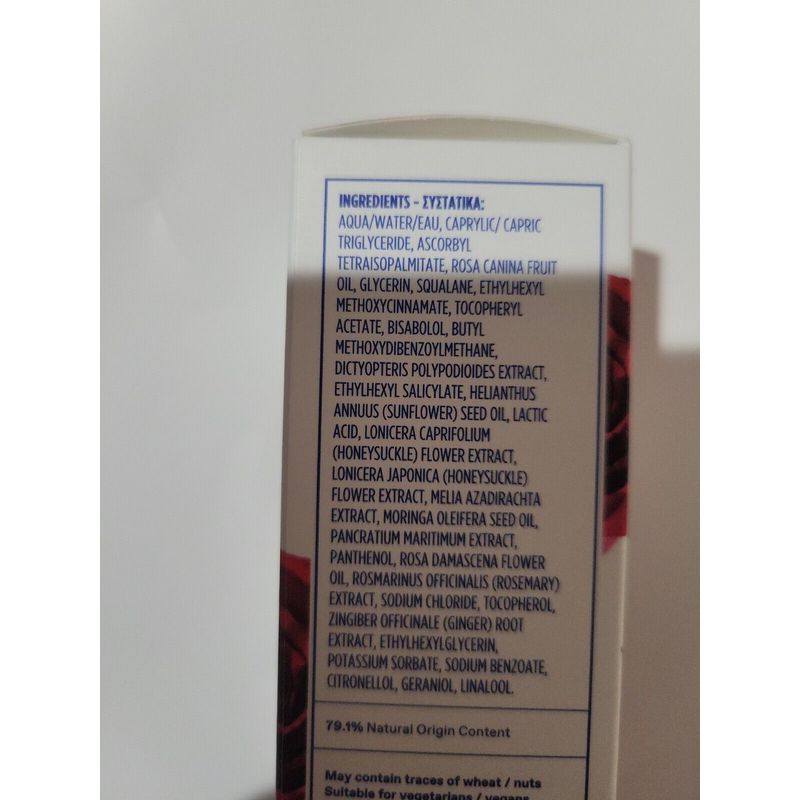 INGREDIENTS - ΣΥΣΤΑΤΙΚΑ:
AQUA/WATER/EAU, CAPRYLIC/ CAPRIC
TRIGLYCERIDE, ASCORBYL
TETRAISOPALMITATE, ROSA CANINA FRUIT
OIL, GLYCERIN, SQUALANE, ETHYLHEXYL
METHOXYCINNAMATE, TOCOPHERYL
ACETATE, BISABOLOL, BUTYL
METHOXYDIBENZOYLMETHANE,
DICTYOPTERIS POLYPODIOIDES EXTRACT,
ETHYLHEXYL SALICYLATE, HELIANTHUS
ANNUUS (SUNFLOWER) SEED OIL, LACTIC
ACID, LONICERA CAPRIFOLIUM
(HONEYSUCKLE) FLOWER EXTRACT,
LONICERA JAPONICA (HONEYSUCKLE)
FLOWER EXTRACT, MELIA AZADIRACHTA
EXTRACT, MORINGA OLEIFERA SEED OIL,
PANCRATIUM MARITIMUM EXTRACT,
PANTHENOL, ROSA DAMASCENA FLOWER
OIL, ROSMARINUS OFFICINALIS (ROSEMARY)
EXTRACT, SODIUM CHLORIDE, TOCOPHEROL,
ZINGIBER OFFICINALE (GINGER) ROOT
EXTRACT, ETHYLHEXYLGLYCERIN,
POTASSIUM SORBATE, SODIUM BENZOATE,
CITRONELLOL, GERANIOL, LINALOOL.
79.1% Natural Origin Content
May contain traces of wheat / nuts
Suitable for vegetarians / vegans